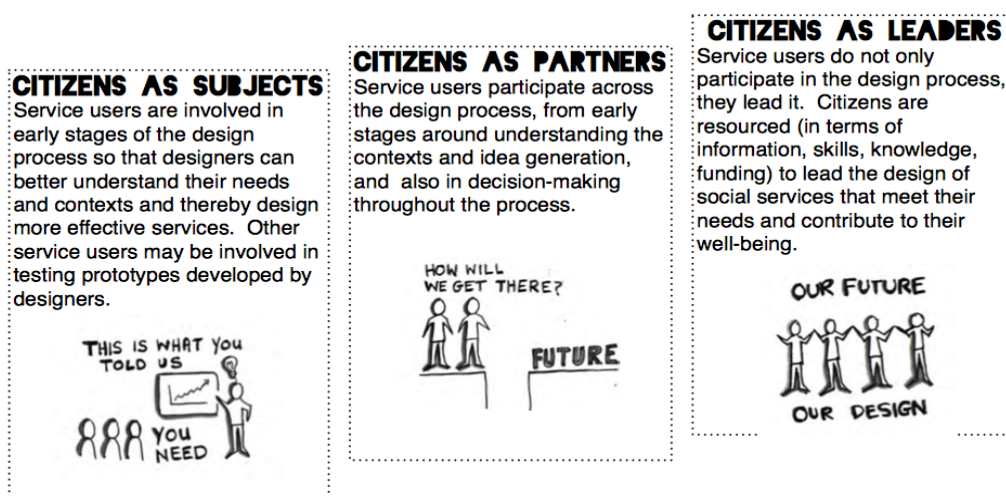 CITIZENS AS SUBJECTS
Service users are involved in
early stages of the design
process so that designers can
better understand their needs
and contexts and thereby design
more effective services.  Other
service users may be involved in
testing prototypes developed by
designers.
THIS IS WHAT YOU
TOLD US
YOU
NEED
CITIZENS AS PARTNERS
Service users participate across
the design process, from early
stages around understanding the
contexts and idea generation,
and  also in decision-making
throughout the process.
HOW WILL
WE GET THERE?
FUTURE
CITIZENS AS LEADERS
Service users do not only
participate in the design process,
they lead it.  Citizens are
resourced (in terms of
information, skills, knowledge,
funding) to lead the design of
social services that meet their
needs and contribute to their
well-being.
OUR FUTURE
OUR DESIGN